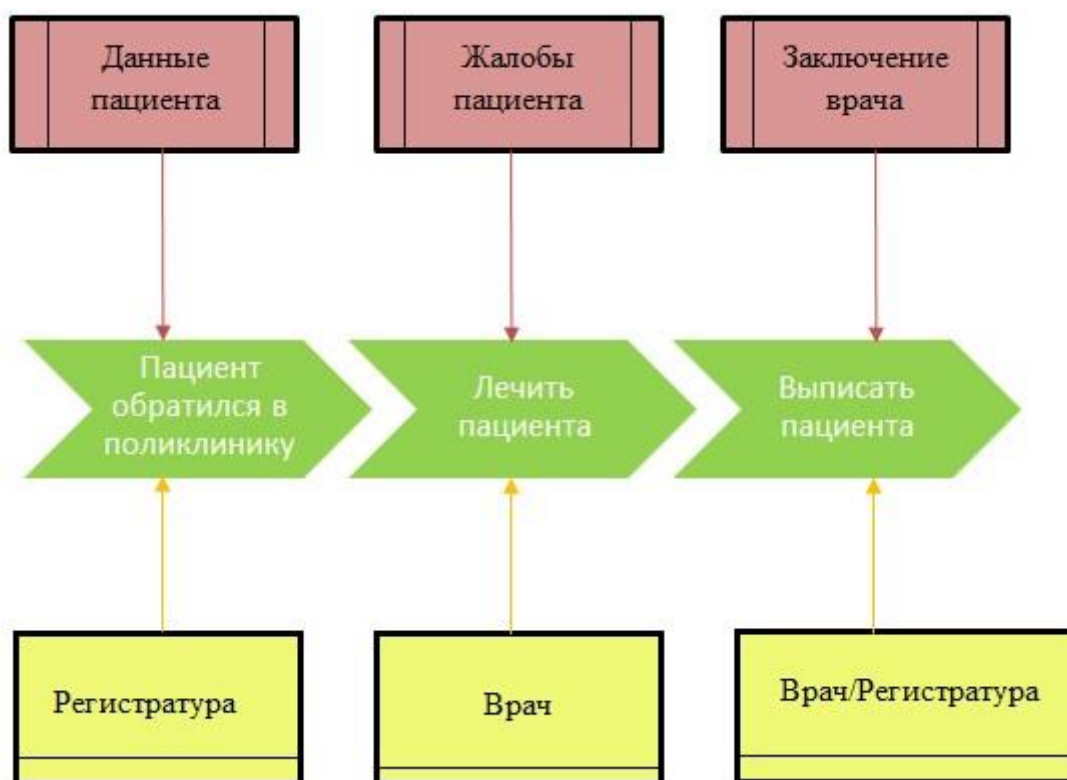 Данные
пациента
Жалобы
пациента
Заключение
врача
Пациент
обратился в
поликлинику
Лечить
пациента
Выписать
пациента
Регистратура
Врач
Врач/Регистратура